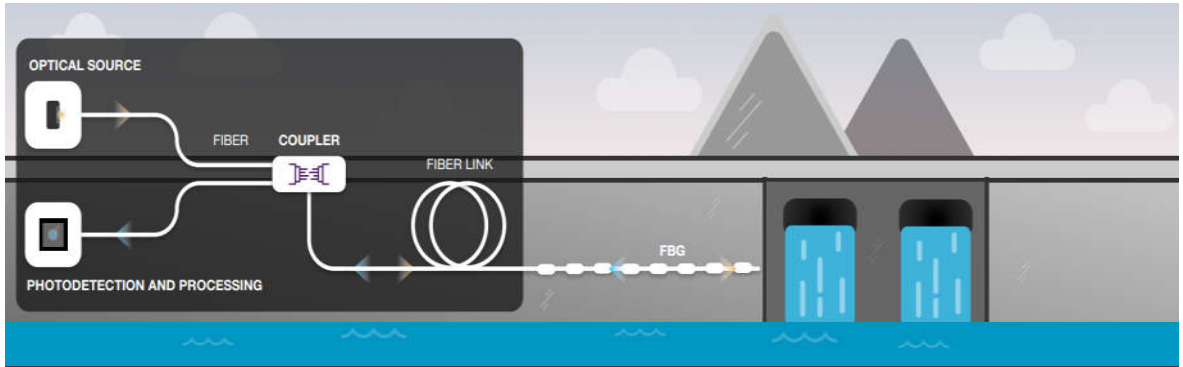 OPTICAL SOURCE
FIBER
COUPLER
FIBER LINK
FBG
PHOTODETECTION AND PROCESSING